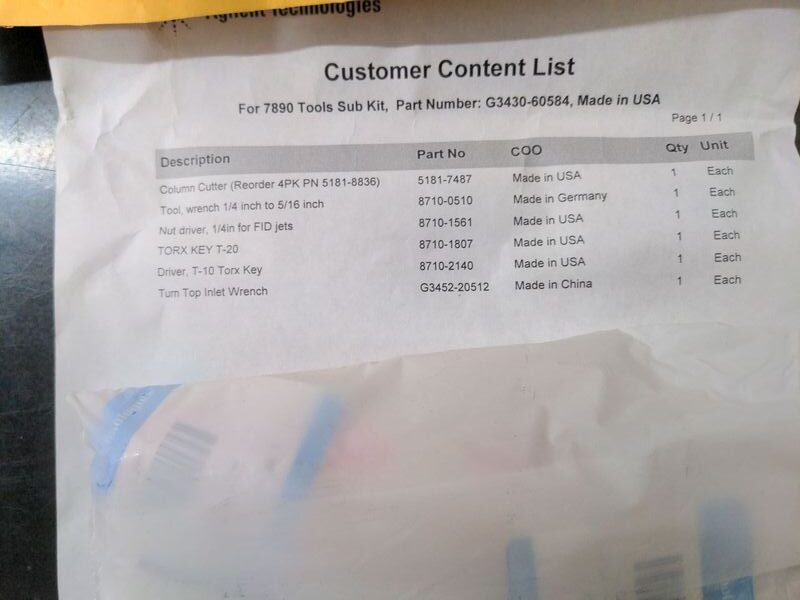 Agilent Technologies
Customer Content List
For 7890 Tools Sub Kit, Part Number: G3430-60584, Made in USA
Page 1 / 1
Description Part No COO Qty Unit
Column Cutter (Reorder 4PK PN 5181-8836) 5181-7487 Made in USA 1 Each
Tool, wrench 1/4 inch to 5/16 inch 8710-0510 Made in Germany 1 Each
Nut driver, 1/4in for FID jets 8710-1561 Made in USA 1 Each
TORX KEY T-20 8710-1807 Made in USA 1 Each
Driver, T-10 Torx Key 8710-2140 Made in USA 1 Each
Turn Top Inlet Wrench G3452-20512 Made in China 1 Each